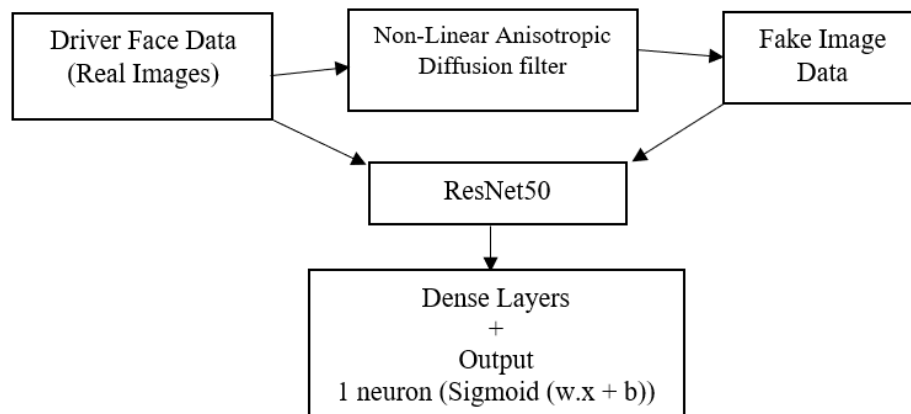 Driver Face Data
(Real Images)
Non-Linear Anisotropic
Diffusion filter
Fake Image
Data
ResNet50
Dense Layers
+
Output
1 neuron (Sigmoid (w.x + b))